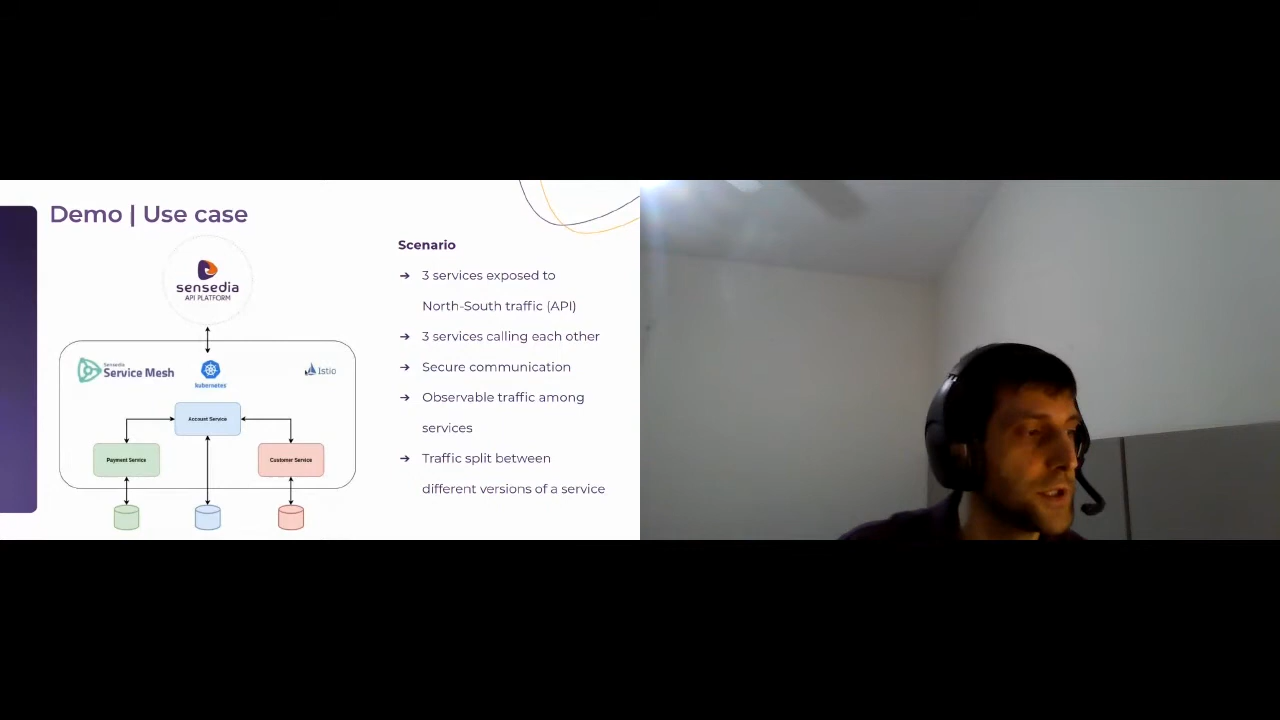 Demo | Use case
sensedia
API PLATFORM
Sensedia
Service Mesh
kubernetes
Istio
Account Service
Payment Service
Customer Service
Scenario
➔ 3 services exposed to
North-South traffic (API)
➔ 3 services calling each other
➔ Secure communication
➔ Observable traffic among
services
➔ Traffic split between
different versions of a service